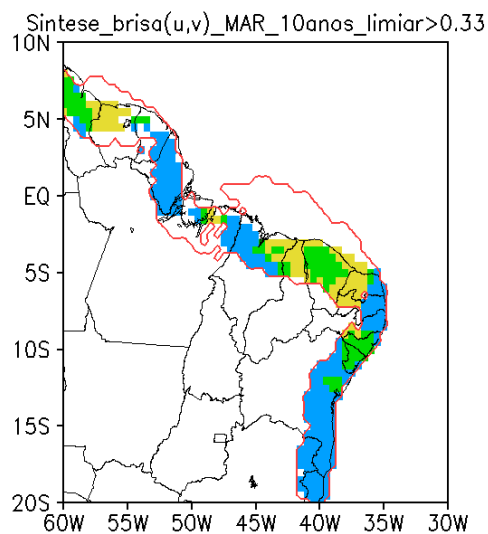 Sintese_brisa(u,v)_MAR_10anos_limiar>0.33
10N
5N
EQ
5S
10S
15S
20S
60W 55W 50W 45W 40W 35W 30W